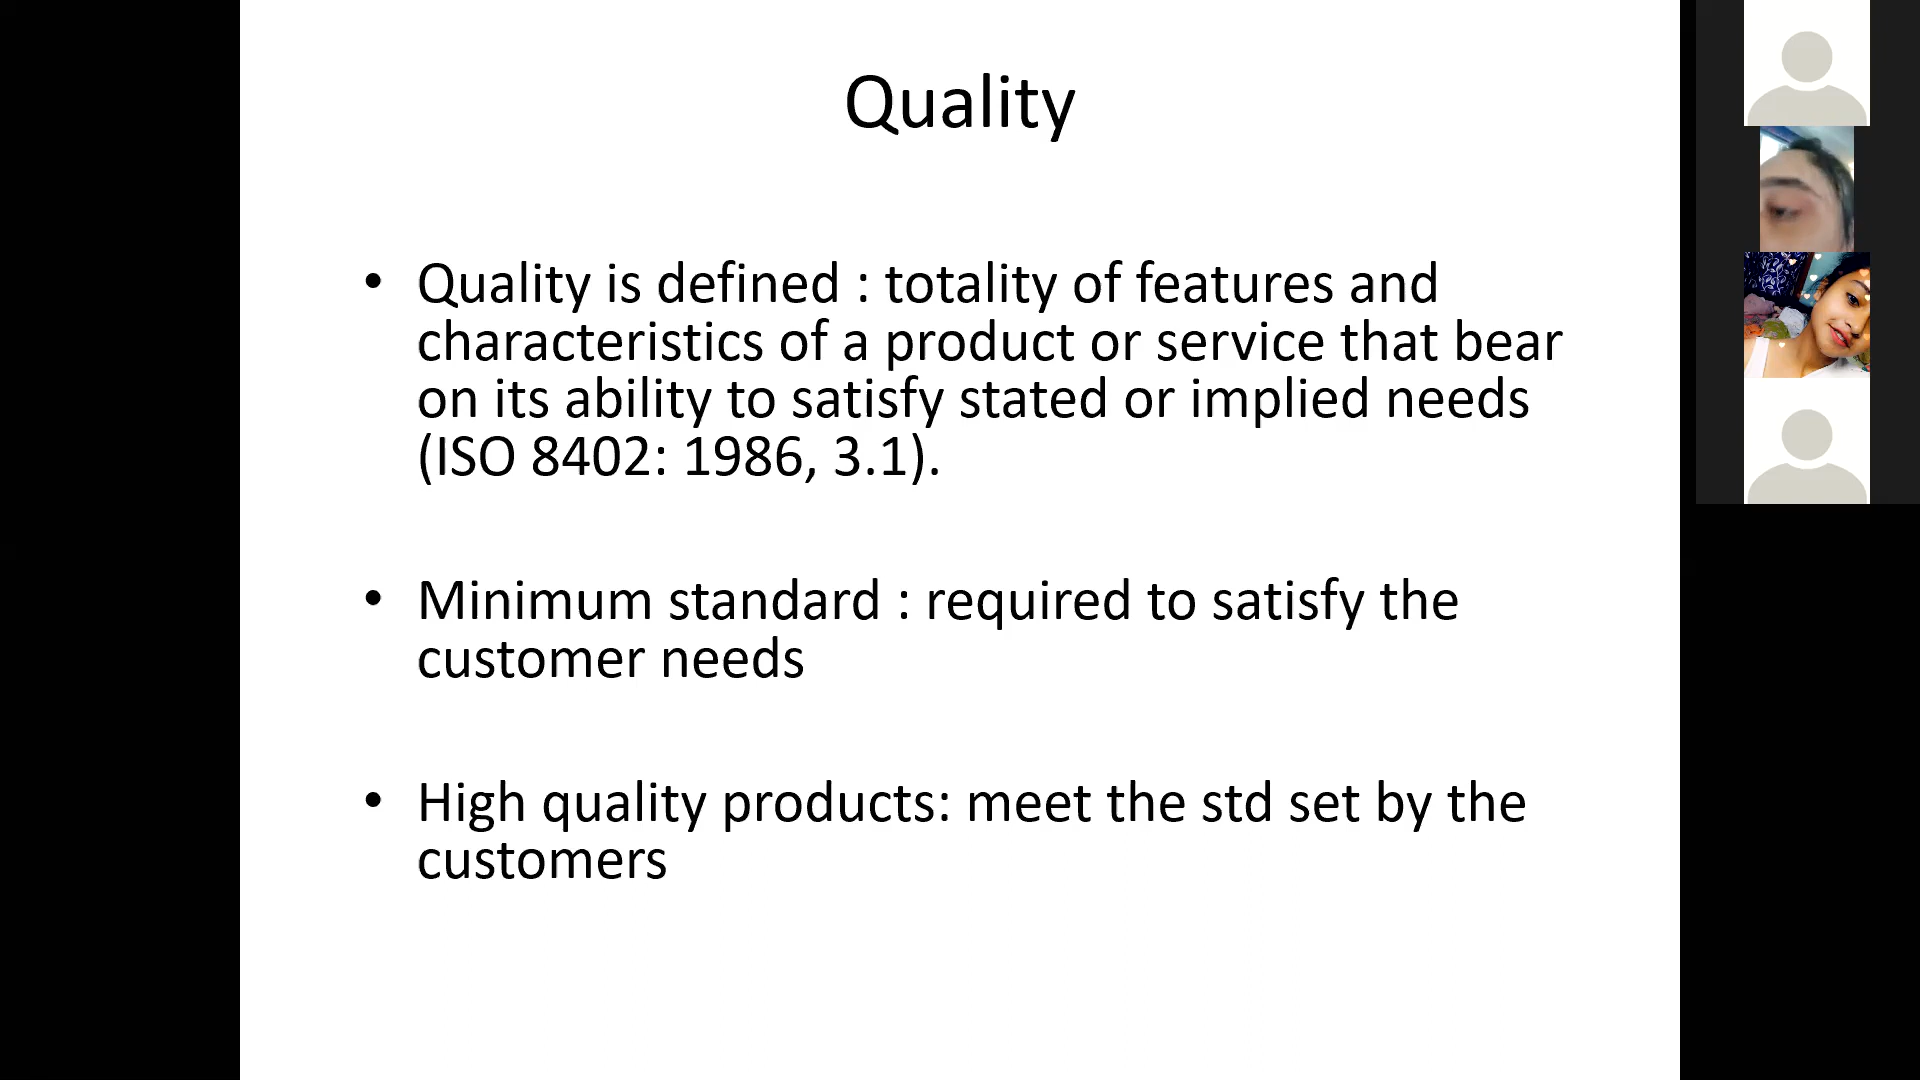 Quality
• Quality is defined : totality of features and
characteristics of a product or service that bear
on its ability to satisfy stated or implied needs
(ISO 8402: 1986, 3.1).
• Minimum standard : required to satisfy the
customer needs
• High quality products: meet the std set by the
customers